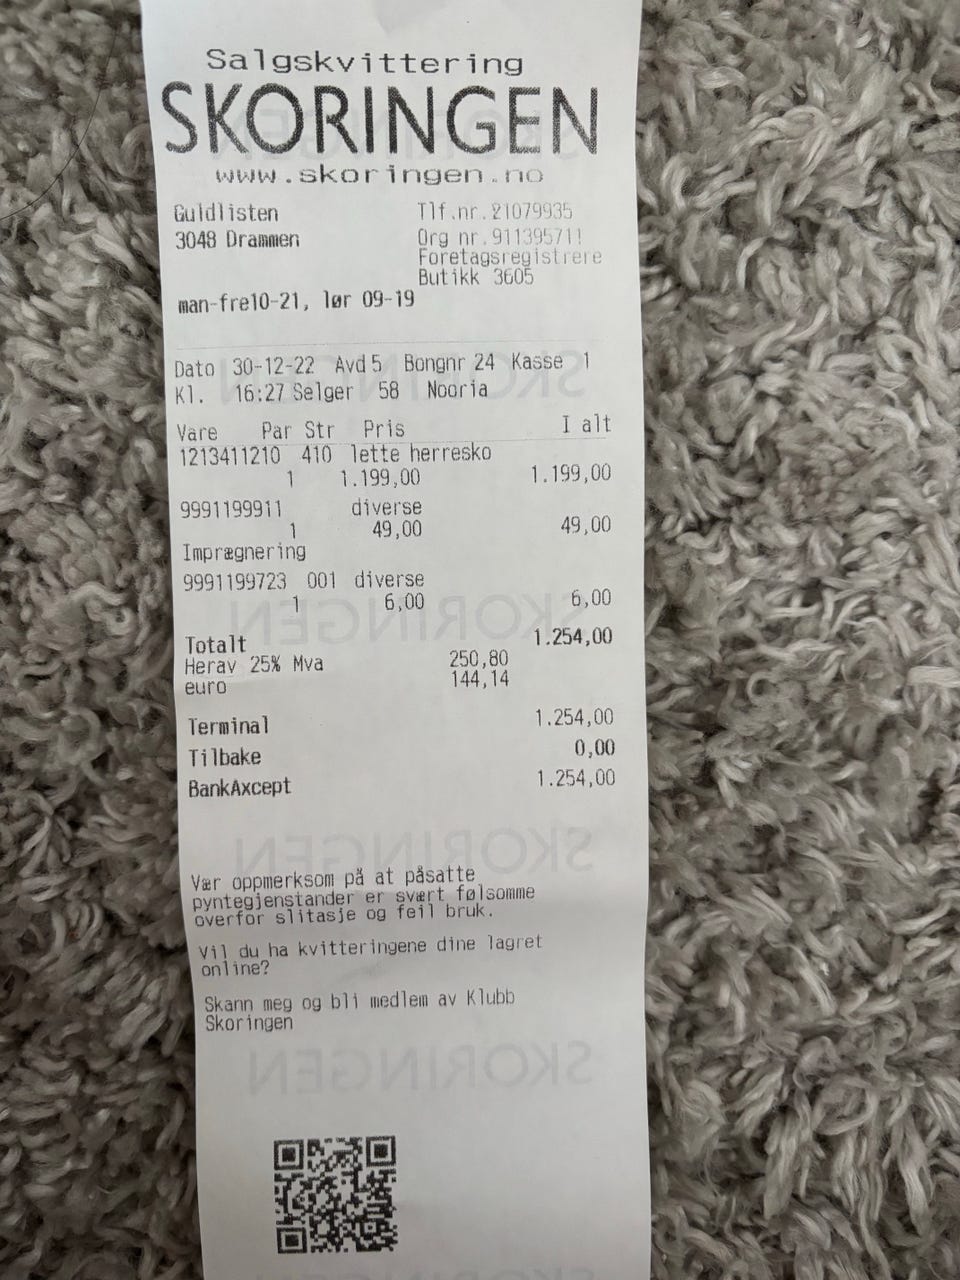 Salgskvittering
SKORINGEN
www.skoringen.no
Guldlisten Tlf.nr.21079935
3048 Drammen Org nr.911395711
Foretagsregistrere
Butikk 3605
man-fre10-21, lør 09-19
Dato 30-12-22 Avd 5 Bongnr 24 Kasse 1
Kl. 16:27 Selger 58 Nooria
Vare Par Str Pris I alt
1213411210 410 lette herresko
1 1.199,00 1.199,00
9991199911 diverse
1 49,00 49,00
Imprægnering
9991199723 001 diverse
1 6,00 6,00
Totalt 1.254,00
Herav 25% Mva 250,80
euro 144,14
Terminal 1.254,00
Tilbake 0,00
BankAxcept 1.254,00
Vær oppmerksom på at påsatte
pyntegjenstander er svært følsomme
overfor slitasje og feil bruk.
Vil du ha kvitteringene dine lagret
online?
Skann meg og bli medlem av Klubb
Skoringen